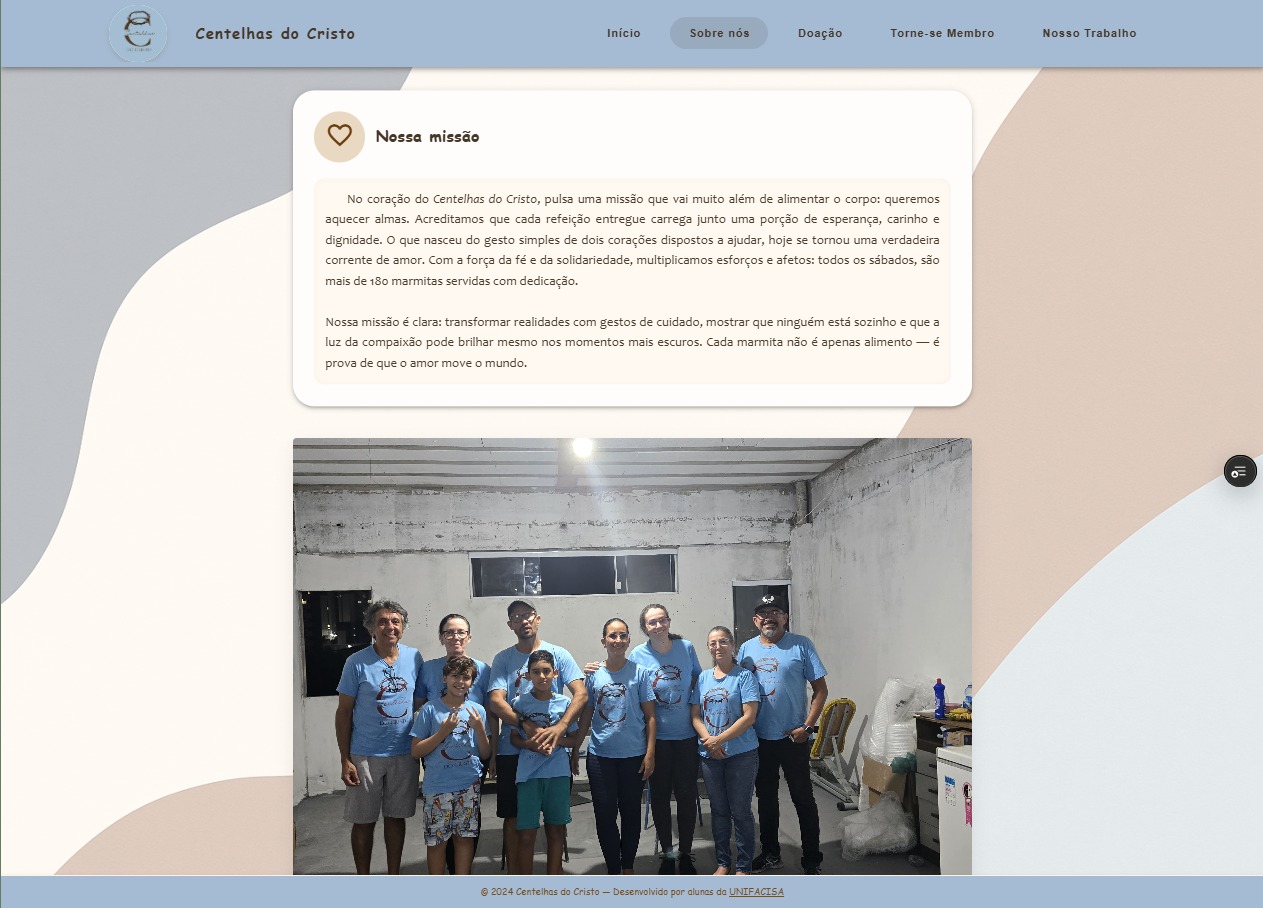 Centelhas do Cristo
Início
Sobre nós
Doação
Torne-se Membro
Nosso Trabalho
Nossa missão
No coração do Centelhas do Cristo, pulsa uma missão que vai muito além de alimentar o corpo: queremos
aquecer almas. Acreditamos que cada refeição entregue carrega junto uma porção de esperança, carinho e
dignidade. O que nasceu do gesto simples de dois corações dispostos a ajudar, hoje se tornou uma verdadeira
corrente de amor. Com a força da fé e da solidariedade, multiplicamos esforços e afetos: todos os sábados, são
mais de 180 marmitas servidas com dedicação.
Nossa missão é clara: transformar realidades com gestos de cuidado, mostrar que ninguém está sozinho e que a
luz da compaixão pode brilhar mesmo nos momentos mais escuros. Cada marmita não é apenas alimento — é
prova de que o amor move o mundo.
© 2024 Centelhas do Cristo — Desenvolvido por alunas da UNIFACISA